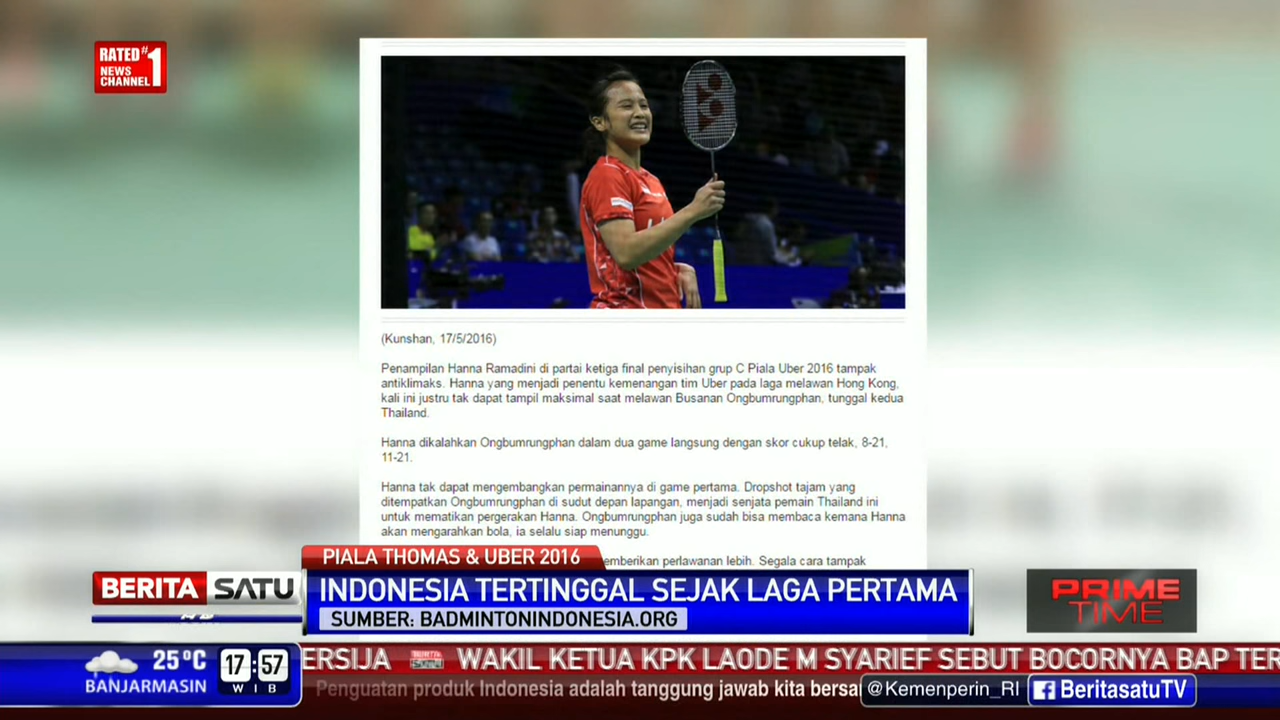 RATED #1
NEWS
CHANNEL
(Kunshan, 17/5/2016)
Penampilan Hanna Ramadini di partai ketiga final penyisihan grup C Piala Uber 2016 tampak
antiklimaks. Hanna yang menjadi penentu kemenangan tim Uber pada laga melawan Hong Kong,
kali ini justru tak dapat tampil maksimal saat melawan Busanan Ongbumrungphan, tunggal kedua
Thailand.
Hanna dikalahkan Ongbumrungphan dalam dua game langsung dengan skor cukup telak, 8-21,
11-21.
Hanna tak dapat mengembangkan permainannya di game pertama. Dropshot tajam yang
ditempatkan Ongbumrungphan di sudut depan lapangan, menjadi senjata pemain Thailand ini
untuk mematikan pergerakan Hanna. Ongbumrungphan juga sudah bisa membaca kemana Hanna
akan mengarahkan bola, ia selalu siap menunggu.
emberikan perlawanan lebih. Segala cara tampak
PIALA THOMAS & UBER 2016
BERITA SATU
INDONESIA TERTINGGAL SEJAK LAGA PERTAMA
SUMBER: BADMINTONINDONESIA.ORG
PRIME
TIME
25°C
BANJARMASIN
17:57
WIB
ERSIJA BERITA SATU WAKIL KETUA KPK LAODE M SYARIEF SEBUT BOCORNYA BAP TER
Penguatan produk Indonesia adalah tanggung jawab kita bersa
@Kemenperin_RI
BeritasatuTV